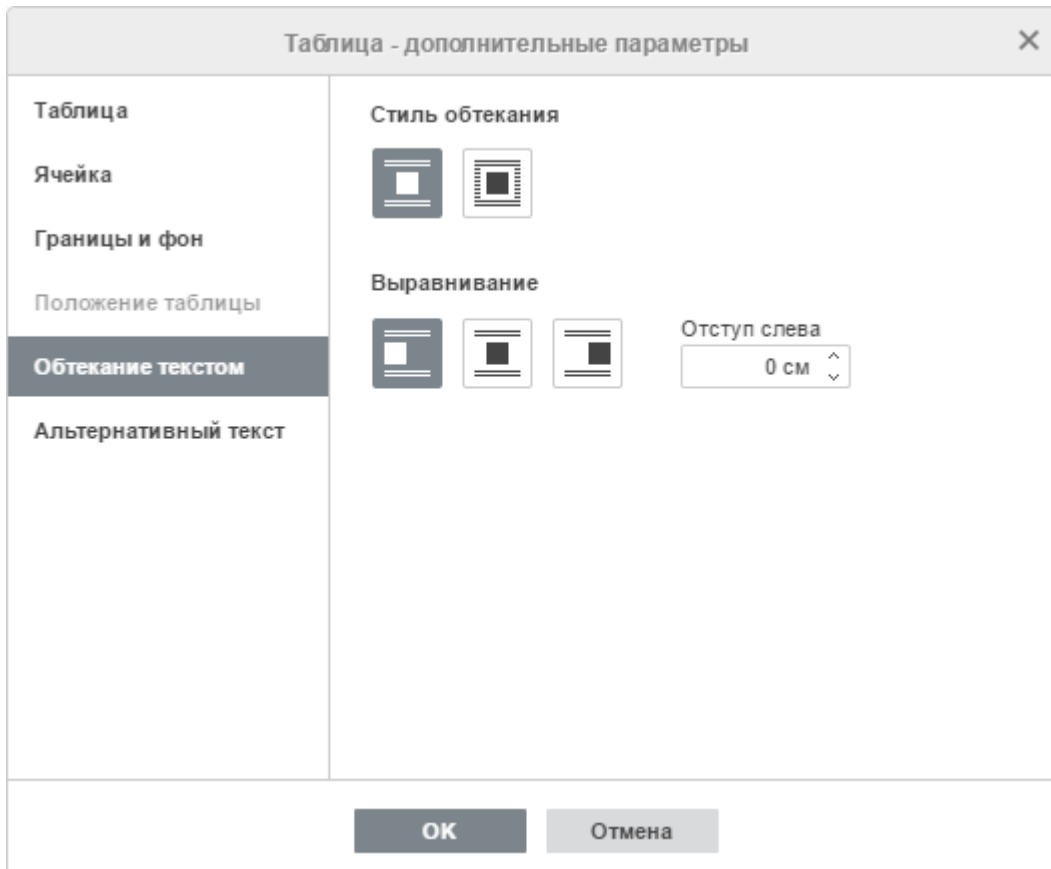 Таблица - дополнительные параметры
Таблица
Ячейка
Границы и фон
Положение таблицы
Обтекание текстом
Альтернативный текст
Стиль обтекания
Выравнивание
Отступ слева
0 см
ОК
Отмена